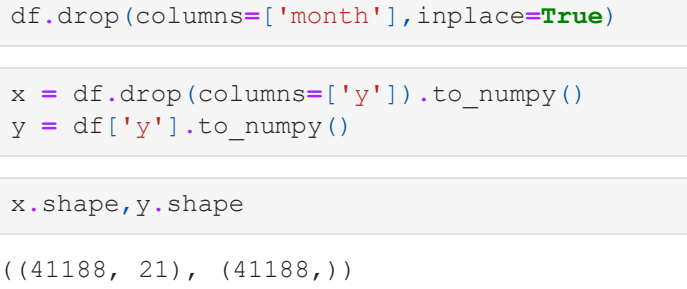 df.drop(columns=['month'],inplace=True)
x = df.drop(columns=['y']).to_numpy()
y = df['y'].to_numpy()
x.shape,y.shape
((41188, 21), (41188,))